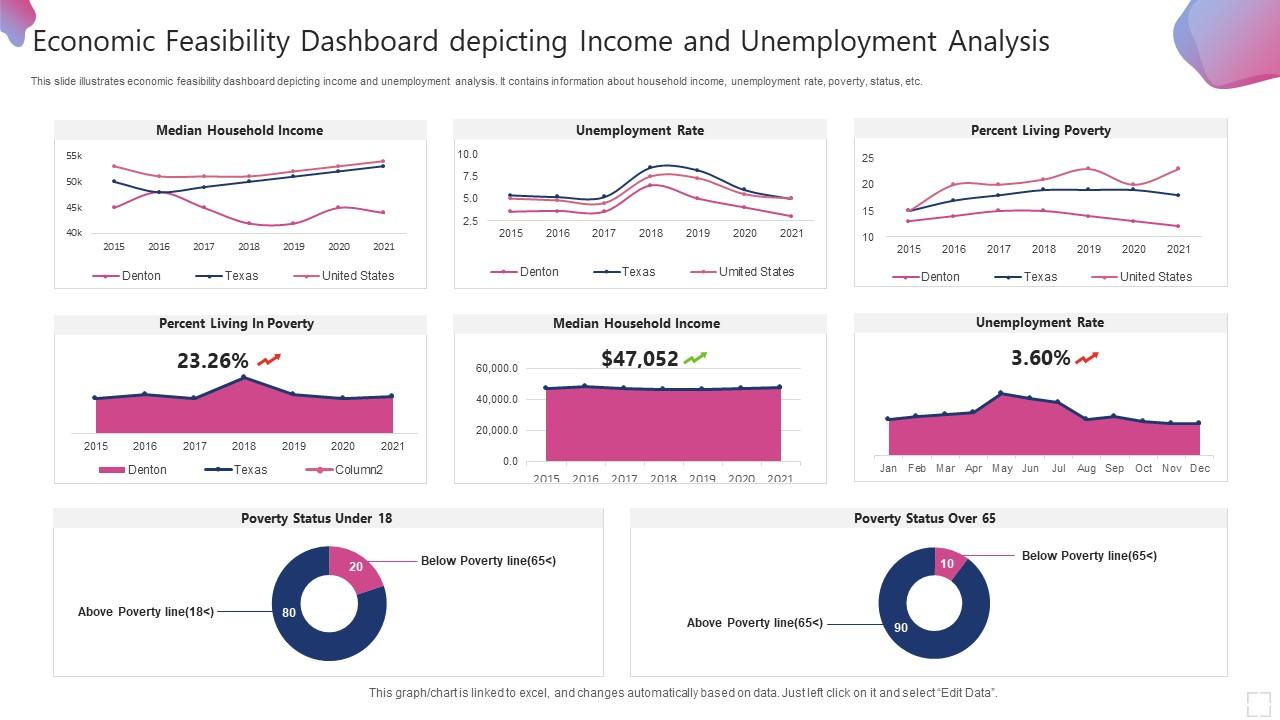 Economic Feasibility Dashboard depicting Income and Unemployment Analysis
This slide illustrates economic feasibility dashboard depicting income and unemployment analysis. It contains information about household income, unemployment rate, poverty, status, etc.
Median Household Income
55k
50k
45k
40k
2015 2016 2017 2018 2019 2020 2021
Denton Texas United States
Unemployment Rate
10.0
7.5
5.0
2.5
2015 2016 2017 2018 2019 2020 2021
Denton Texas Umited States
Percent Living Poverty
25
20
15
10
2015 2016 2017 2018 2019 2020 2021
Denton Texas United States
Percent Living In Poverty
23.26%
2015 2016 2017 2018 2019 2020 2021
Denton Texas Column2
Median Household Income
$47,052
60,000.0
40,000.0
20,000.0
0.0
2015 2016 2017 2018 2019 2020 2021
Unemployment Rate
3.60%
Jan Feb Mar Apr May Jun Jul Aug Sep Oct Nov Dec
Poverty Status Under 18
20
Below Poverty line(65<)
Above Poverty line(18<)
80
Poverty Status Over 65
10
Below Poverty line(65<)
Above Poverty line(65<)
90
This graph/chart is linked to excel, and changes automatically based on data. Just left click on it and select “Edit Data”.